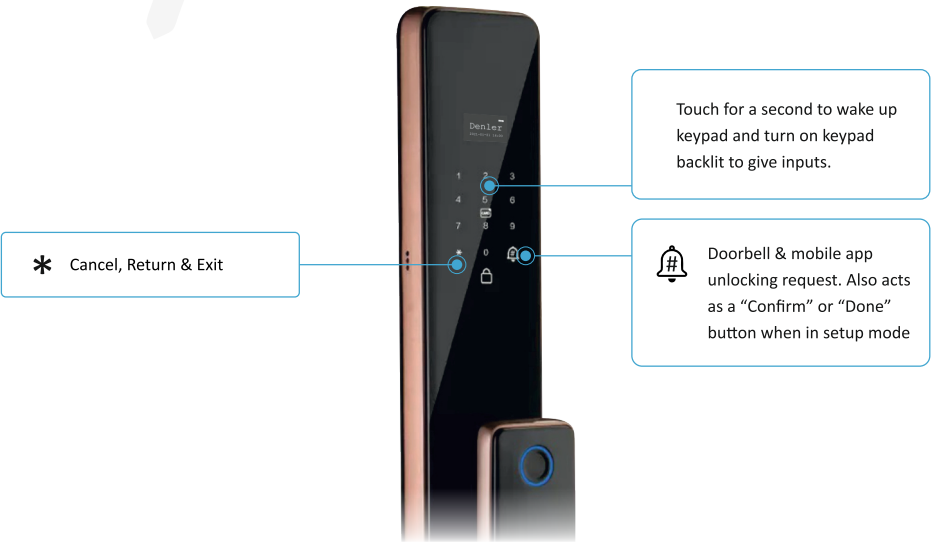 Touch for a second to wake up
keypad and turn on keypad
backlit to give inputs.
Denler
1 2 3
4 5 6
7 8 9
* 0 #
* Cancel, Return & Exit
# Doorbell & mobile app
unlocking request. Also acts
as a “Confirm” or “Done”
button when in setup mode